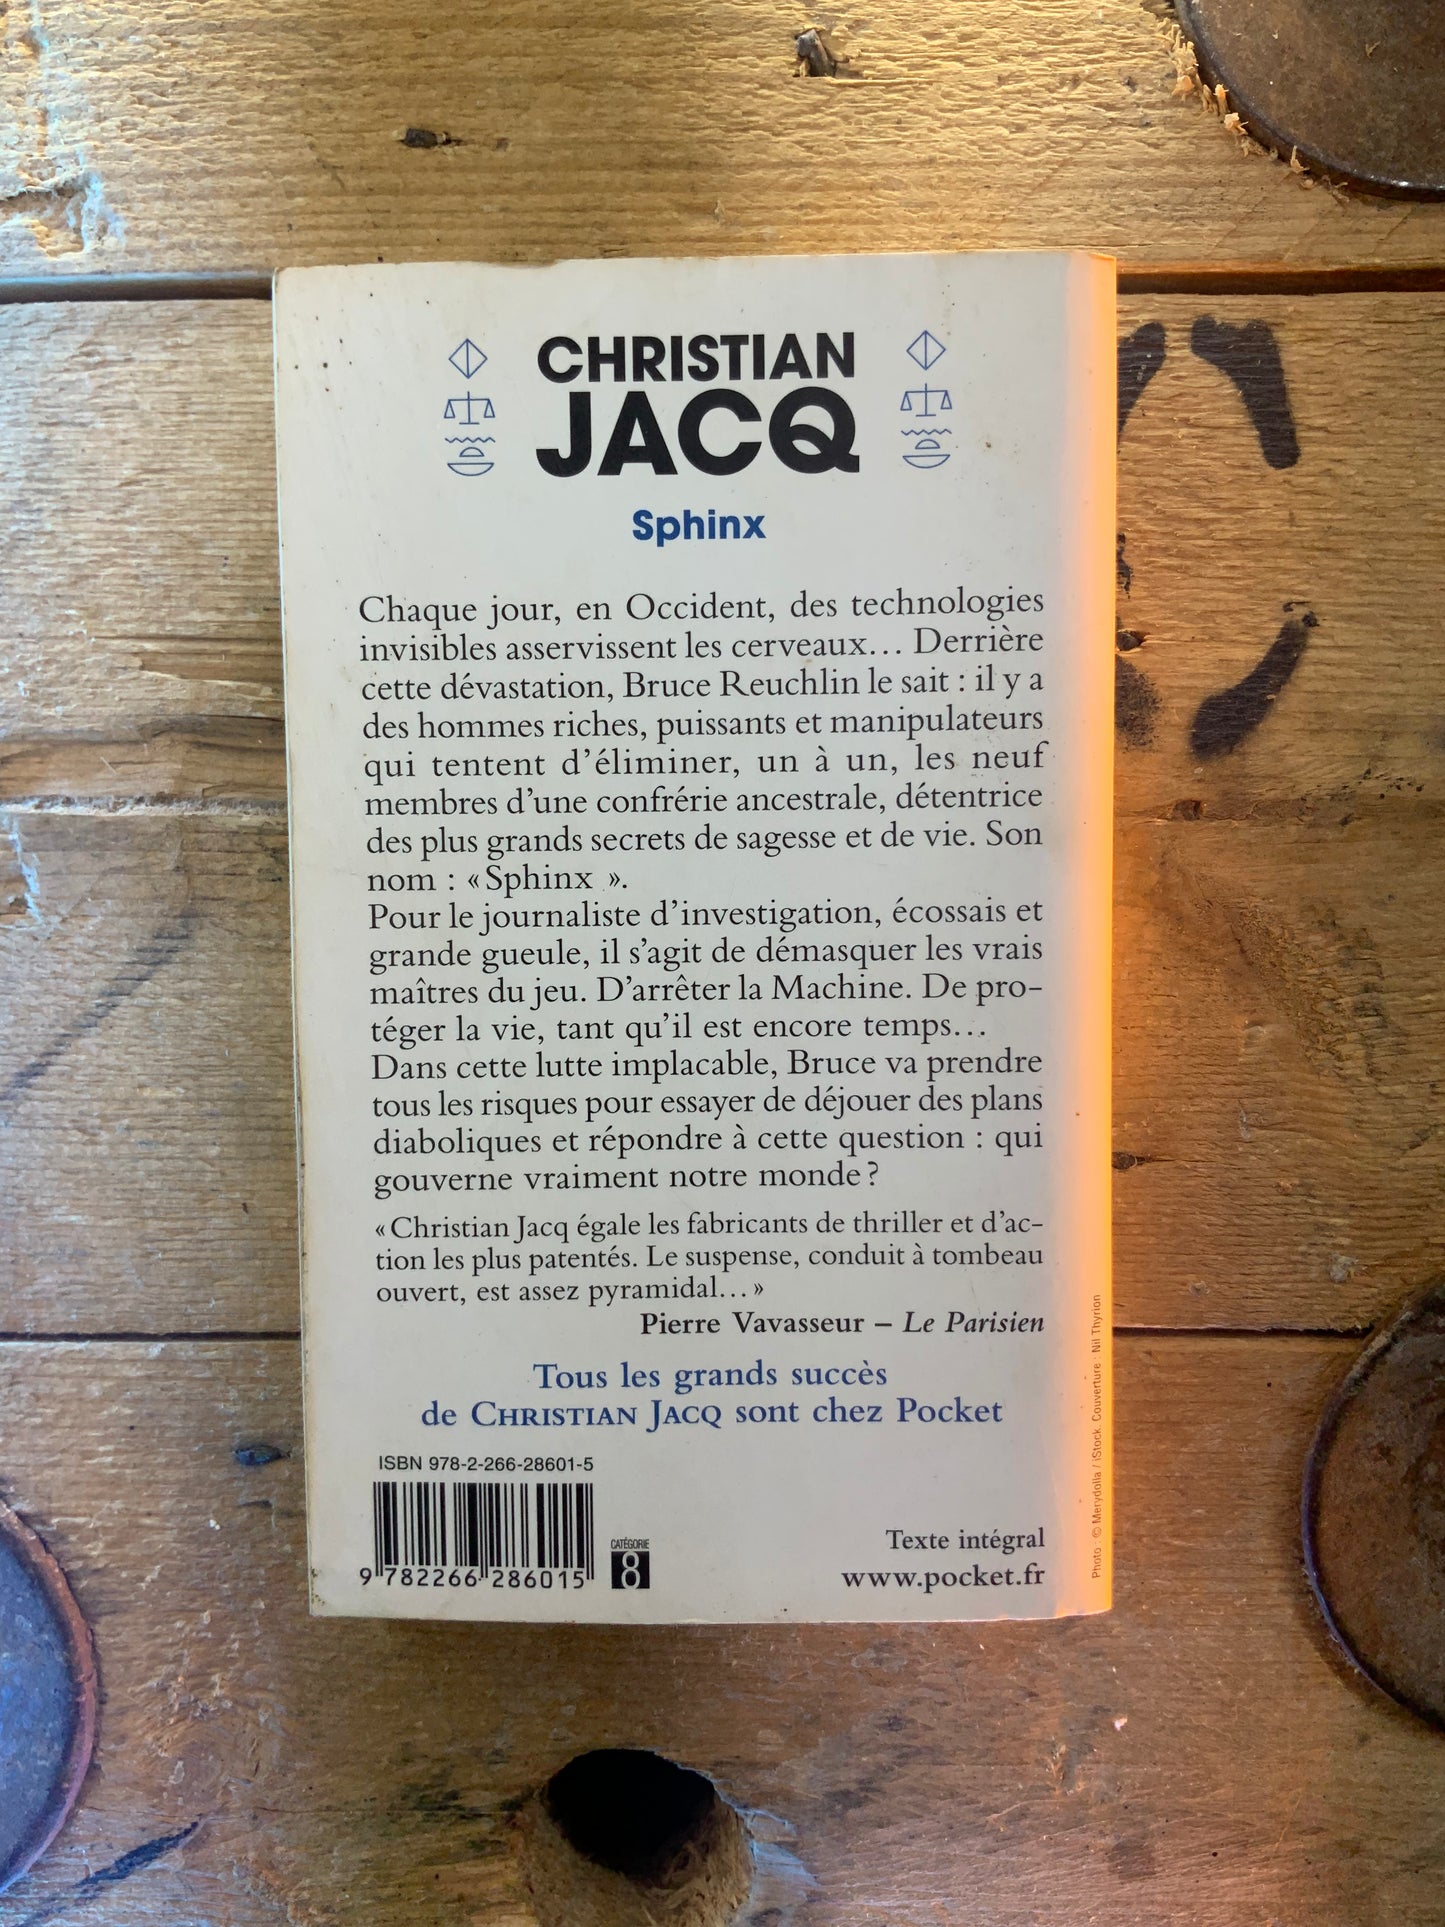 CHRISTIAN
JACQ
Sphinx
Chaque jour, en Occident, des technologies
invisibles asservissent les cerveaux... Derrière
cette dévastation, Bruce Reuchlin le sait : il y a
des hommes riches, puissants et manipulateurs
qui tentent d'éliminer, un à un, les neuf
membres d'une confrérie ancestrale, détentrice
des plus grands secrets de sagesse et de vie. Son
nom : « Sphinx ».
Pour le journaliste d'investigation, écossais et
grande gueule, il s'agit de démasquer les vrais
maîtres du jeu. D'arrêter la Machine. De pro-
téger la vie, tant qu'il est encore temps...
Dans cette lutte implacable, Bruce va prendre
tous les risques pour essayer de déjouer des plans
diaboliques et répondre à cette question : qui
gouverne vraiment notre monde ?
« Christian Jacq égale les fabricants de thriller et d'ac-
tion les plus patentés. Le suspense, conduit à tombeau
ouvert, est assez pyramidal... »
Pierre Vavasseur – Le Parisien
Tous les grands succès
de CHRISTIAN JACQ sont chez Pocket
ISBN 978-2-266-28601-5
9 782266 286015
CATÉGORIE
8
Texte intégral
www.pocket.fr
Photo : © Merydolla / iStock. Couverture : Nil Thyrion